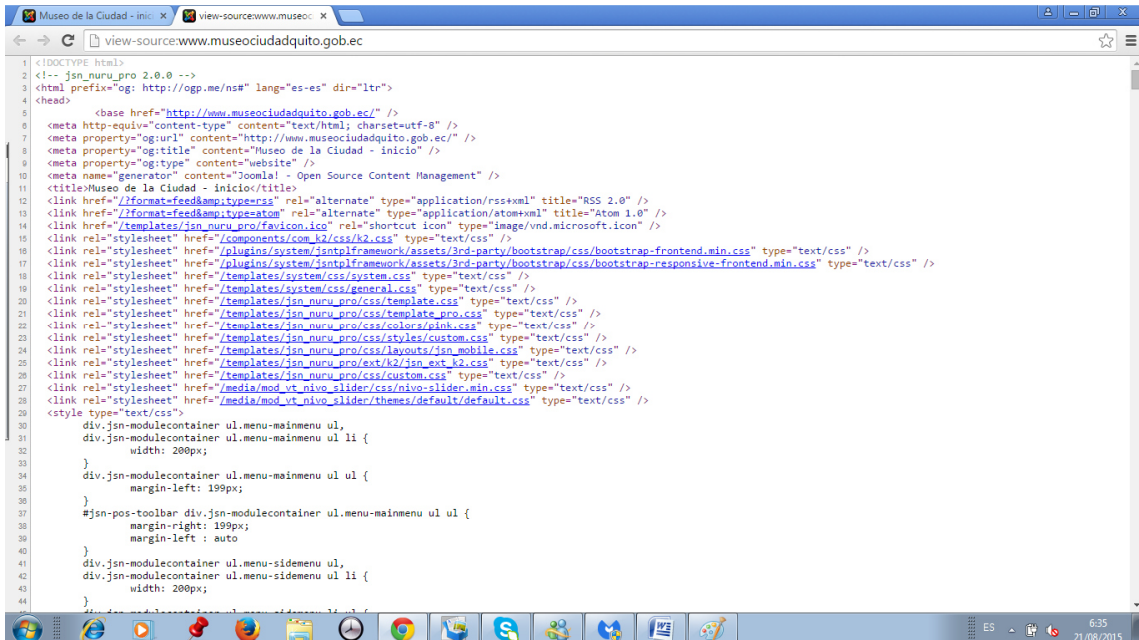 Museo de la Ciudad - inic
view-source:www.museoc
view-source:www.museociudadquito.gob.ec
1 <!DOCTYPE html>
2 <!-- jsn_nuru_pro 2.0.0 -->
3 <html prefix="og: http://ogp.me/ns#" lang="es-es" dir="ltr">
4 <head>
5 <base href="http://www.museociudadquito.gob.ec/" />
6 <meta http-equiv="content-type" content="text/html; charset=utf-8" />
7 <meta property="og:url" content="http://www.museociudadquito.gob.ec/" />
8 <meta property="og:title" content="Museo de la Ciudad - inicio" />
9 <meta property="og:type" content="website" />
10 <meta name="generator" content="Joomla! - Open Source Content Management" />
11 <title>Museo de la Ciudad - inicio</title>
12 <link href="/?format=feed&amp;type=rss" rel="alternate" type="application/rss+xml" title="RSS 2.0" />
13 <link href="/?format=feed&amp;type=atom" rel="alternate" type="application/atom+xml" title="Atom 1.0" />
14 <link href="/templates/jsn_nuru_pro/favicon.ico" rel="shortcut icon" type="image/vnd.microsoft.icon" />
15 <link rel="stylesheet" href="/components/com_k2/css/k2.css" type="text/css" />
16 <link rel="stylesheet" href="/plugins/system/jsntplframework/assets/3rd-party/bootstrap/css/bootstrap-frontend.min.css" type="text/css" />
17 <link rel="stylesheet" href="/plugins/system/jsntplframework/assets/3rd-party/bootstrap/css/bootstrap-responsive-frontend.min.css" type="text/css" />
18 <link rel="stylesheet" href="/templates/system/css/system.css" type="text/css" />
19 <link rel="stylesheet" href="/templates/system/css/general.css" type="text/css" />
20 <link rel="stylesheet" href="/templates/jsn_nuru_pro/css/template.css" type="text/css" />
21 <link rel="stylesheet" href="/templates/jsn_nuru_pro/css/template_pro.css" type="text/css" />
22 <link rel="stylesheet" href="/templates/jsn_nuru_pro/css/colors/pink.css" type="text/css" />
23 <link rel="stylesheet" href="/templates/jsn_nuru_pro/css/styles/custom.css" type="text/css" />
24 <link rel="stylesheet" href="/templates/jsn_nuru_pro/css/layouts/jsn_mobile.css" type="text/css" />
25 <link rel="stylesheet" href="/templates/jsn_nuru_pro/ext/k2/jsn_ext_k2.css" type="text/css" />
26 <link rel="stylesheet" href="/templates/jsn_nuru_pro/css/custom.css" type="text/css" />
27 <link rel="stylesheet" href="/media/mod_vt_nivo_slider/css/nivo-slider.min.css" type="text/css" />
28 <link rel="stylesheet" href="/media/mod_vt_nivo_slider/themes/default/default.css" type="text/css" />
29 <style type="text/css">
30 div.jsn-modulecontainer ul.menu-mainmenu ul,
31 div.jsn-modulecontainer ul.menu-mainmenu ul li {
32 width: 200px;
33 }
34 div.jsn-modulecontainer ul.menu-mainmenu ul ul {
35 margin-left: 199px;
36 }
37 #jsn-pos-toolbar div.jsn-modulecontainer ul.menu-mainmenu ul ul {
38 margin-right: 199px;
39 margin-left : auto
40 }
41 div.jsn-modulecontainer ul.menu-sidemenu ul,
42 div.jsn-modulecontainer ul.menu-sidemenu ul li {
43 width: 200px;
44 }
ES
6:35
21/08/2015